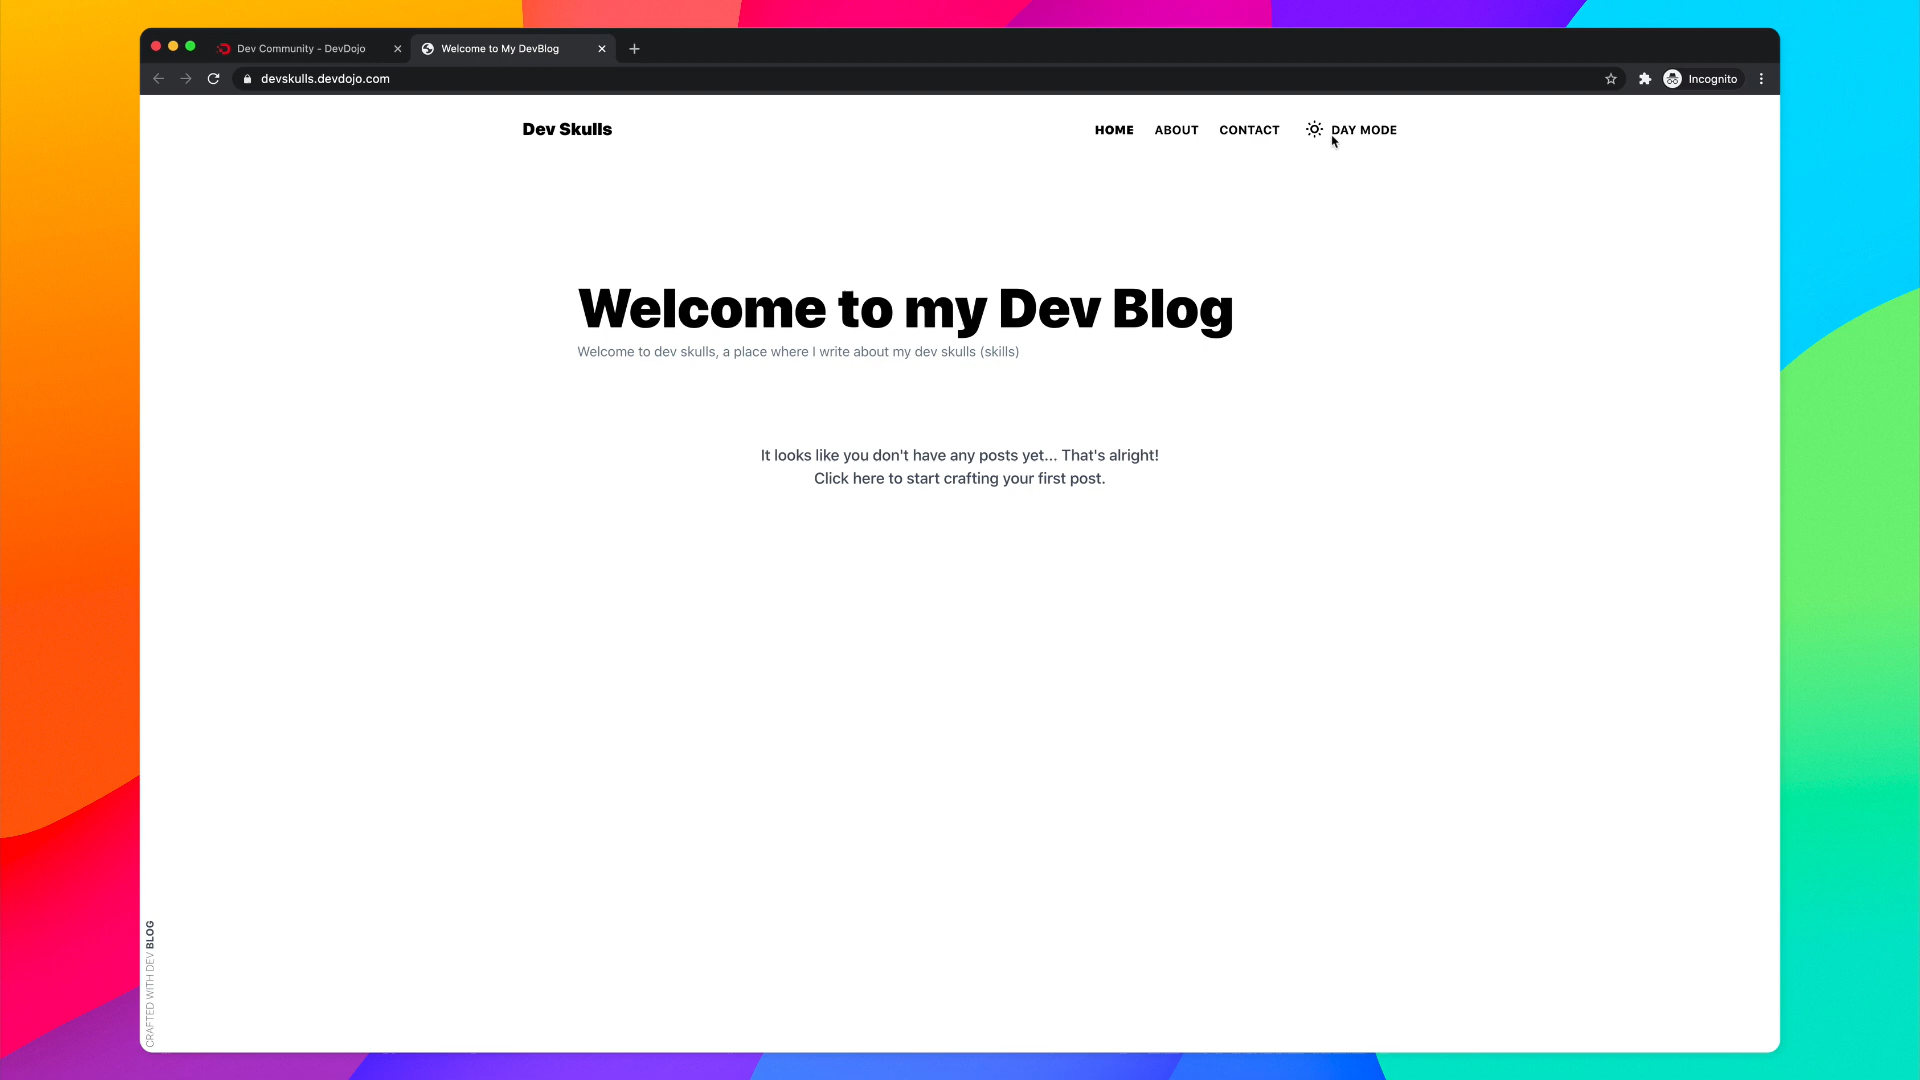 Dev Community - DevDojo
Welcome to My DevBlog
devskulls.devdojo.com
Incognito
Dev Skulls
HOME ABOUT CONTACT DAY MODE
Welcome to my Dev Blog
Welcome to dev skulls, a place where I write about my dev skulls (skills)
It looks like you don't have any posts yet... That's alright!
Click here to start crafting your first post.
CRAFTED WITH DEV BLOG